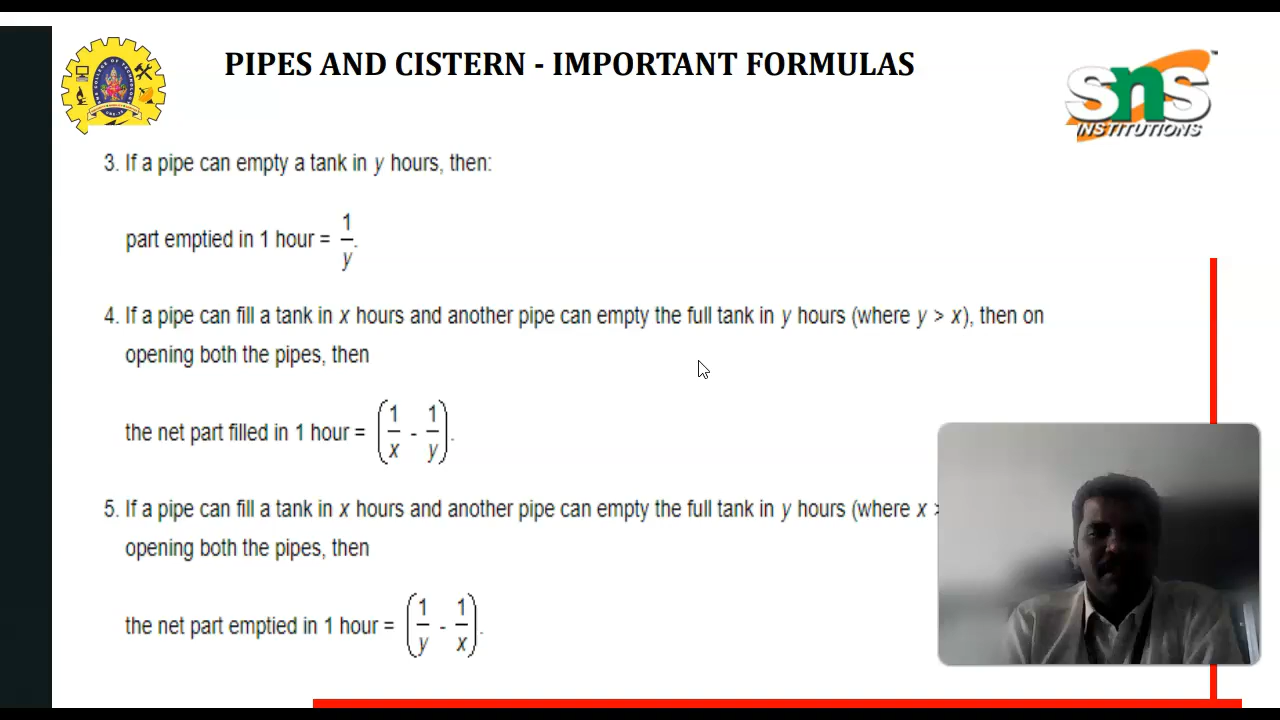 PIPES AND CISTERN - IMPORTANT FORMULAS
SNS
INSTITUTIONS
3. If a pipe can empty a tank in y hours, then:
part emptied in 1 hour = 1/y.
4. If a pipe can fill a tank in x hours and another pipe can empty the full tank in y hours (where y > x), then on
opening both the pipes, then
the net part filled in 1 hour = (1/x - 1/y).
5. If a pipe can fill a tank in x hours and another pipe can empty the full tank in y hours (where x >
opening both the pipes, then
the net part emptied in 1 hour = (1/y - 1/x).